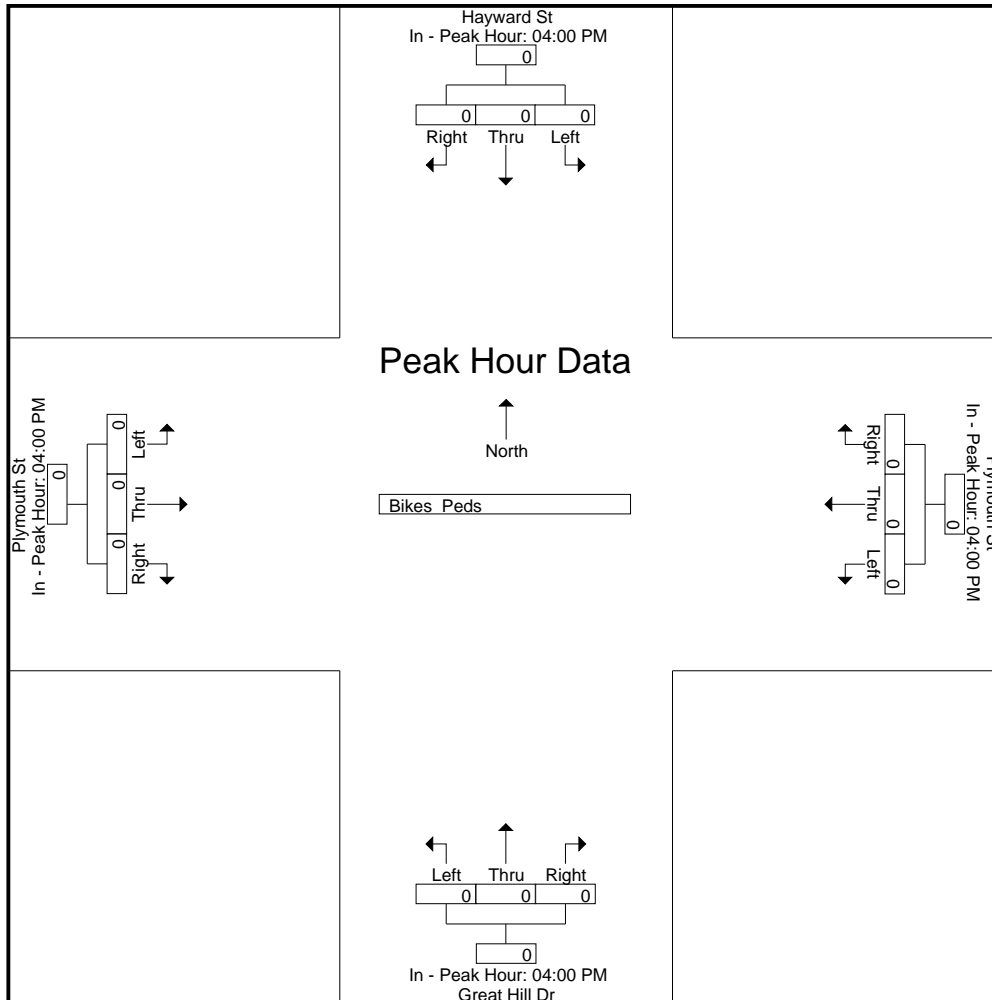 Hayward St
In - Peak Hour: 04:00 PM
0
0 0 0
Right Thru Left
Peak Hour Data
North
Bikes Peds
Plymouth St
In - Peak Hour: 04:00 PM
0
0 0 0
Left Thru Right
Plymouth St
In - Peak Hour: 04:00 PM
0
0 0 0
Right Thru Left
Left Thru Right
0 0 0
0
In - Peak Hour: 04:00 PM
Great Hill Dr